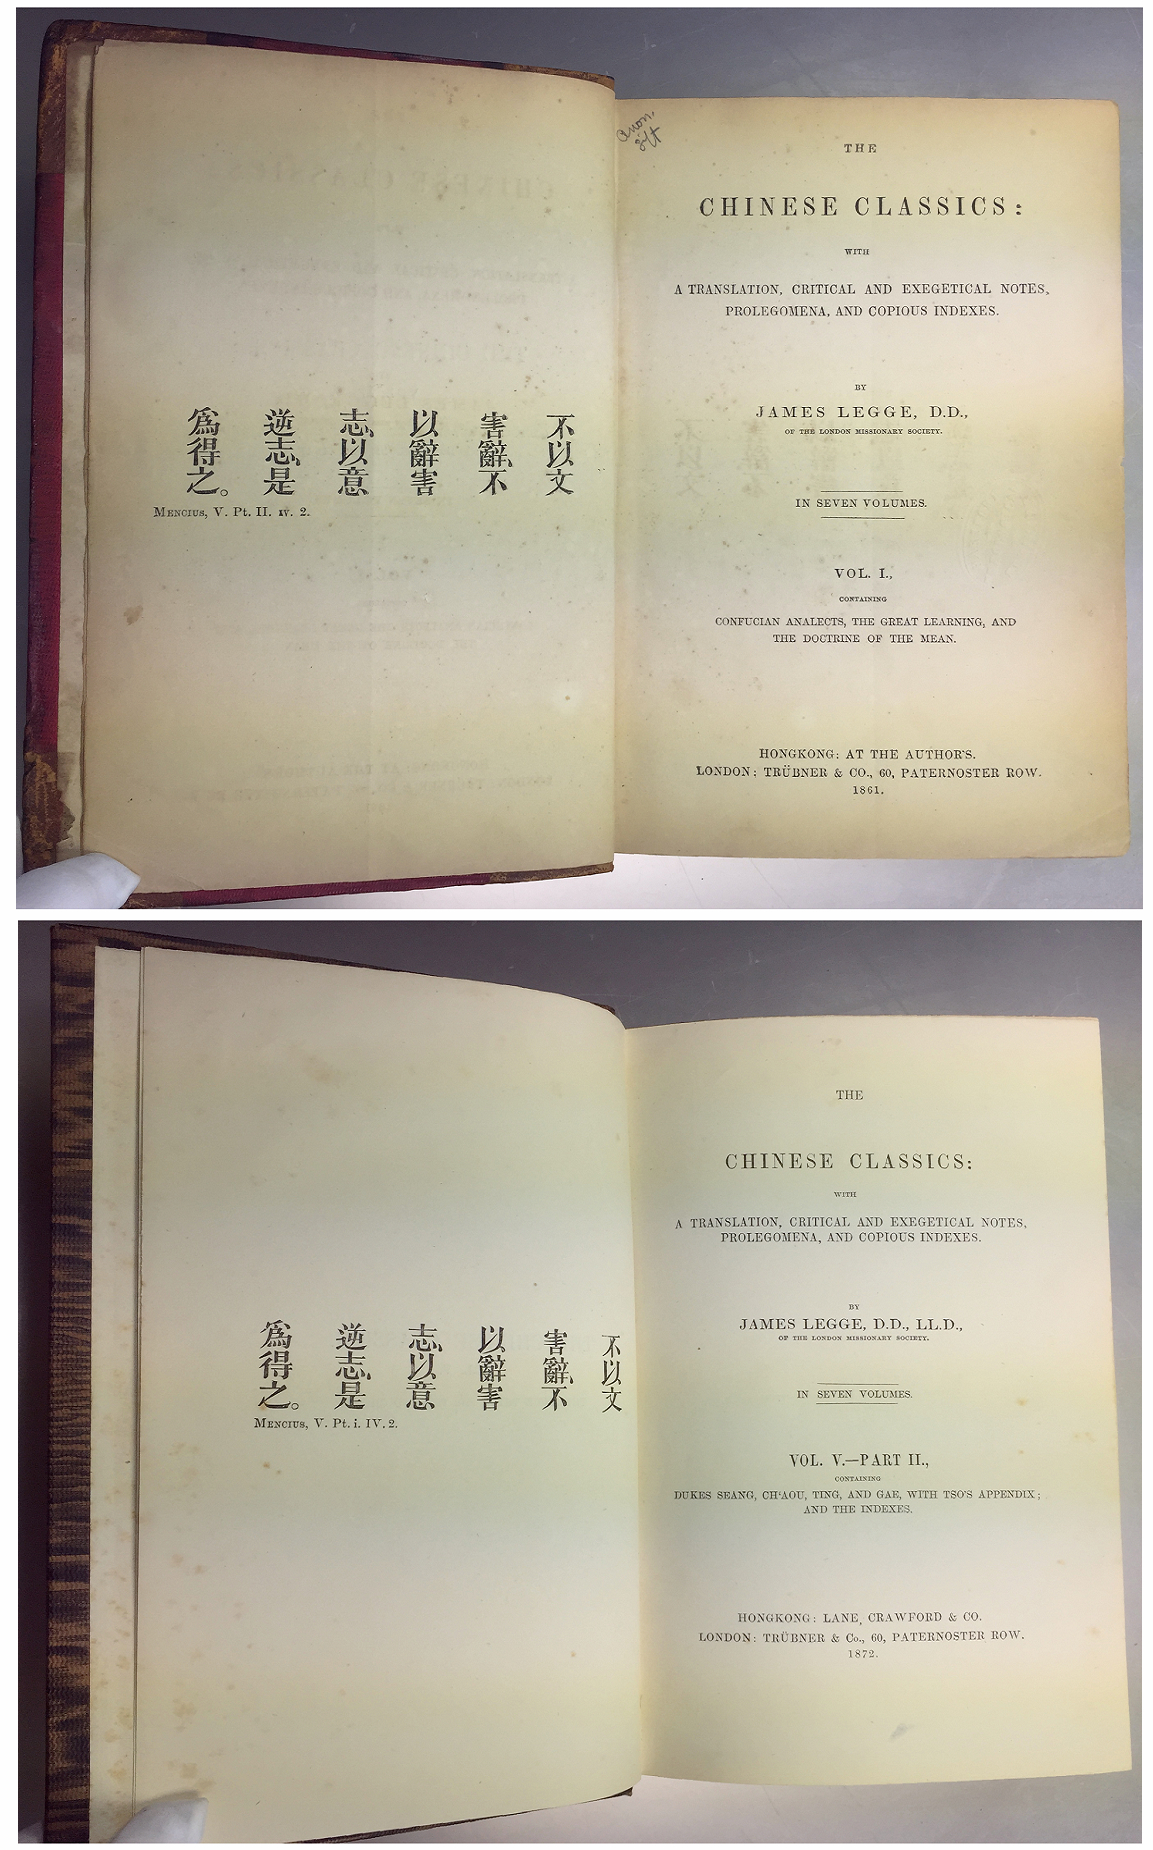 不以文
害辭、不
以辭害
志、以意
逆志、是
爲得之。
Mencius, V. Pt. II. iv. 2.
Anon.
gift
THE
CHINESE CLASSICS:
WITH
A TRANSLATION, CRITICAL AND EXEGETICAL NOTES,
PROLEGOMENA, AND COPIOUS INDEXES.
BY
JAMES LEGGE, D.D.,
OF THE LONDON MISSIONARY SOCIETY.
IN SEVEN VOLUMES.
VOL. I.,
CONTAINING
CONFUCIAN ANALECTS, THE GREAT LEARNING, AND
THE DOCTRINE OF THE MEAN.
HONGKONG: AT THE AUTHOR'S.
LONDON: TRÜBNER & CO., 60, PATERNOSTER ROW.
1861.
不以文
害辭、不
以辭害
志、以意
逆志、是
爲得之。
Mencius, V. Pt. i. IV. 2.
THE
CHINESE CLASSICS:
WITH
A TRANSLATION, CRITICAL AND EXEGETICAL NOTES,
PROLEGOMENA, AND COPIOUS INDEXES.
BY
JAMES LEGGE, D.D., LL.D.,
OF THE LONDON MISSIONARY SOCIETY.
IN SEVEN VOLUMES.
VOL. V.—PART II.,
CONTAINING
DUKES SEANG, CH'AOU, TING, AND GAE, WITH TSO'S APPENDIX;
AND THE INDEXES.
HONGKONG: LANE, CRAWFORD & CO.
LONDON: TRÜBNER & Co., 60, PATERNOSTER ROW.
1872.